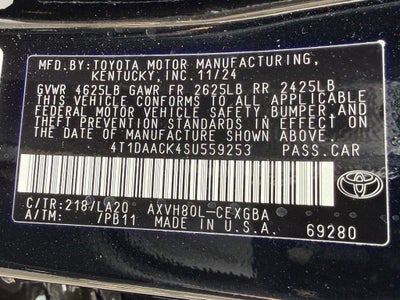 MFD.BY:TOYOTA MOTOR MANUFACTURING,
KENTUCKY,INC.11/24
GVWR 4625LB GAWR FR 2625LB RR 2425LB
THIS VEHICLE CONFORMS TO ALL APPLICABLE
FEDERAL MOTOR VEHICLE SAFETY, BUMPER, AND
THEFT PREVENTION STANDARDS IN EFFECT ON
THE DATE OF MANUFACTURE SHOWN ABOVE.
4T1DAACK4SU559253 PASS.CAR
TOYOTA
C/TR:218/LA20 AXVH80L-CEXGBA
A/TM: /PB11 MADE IN U.S.A. 69280